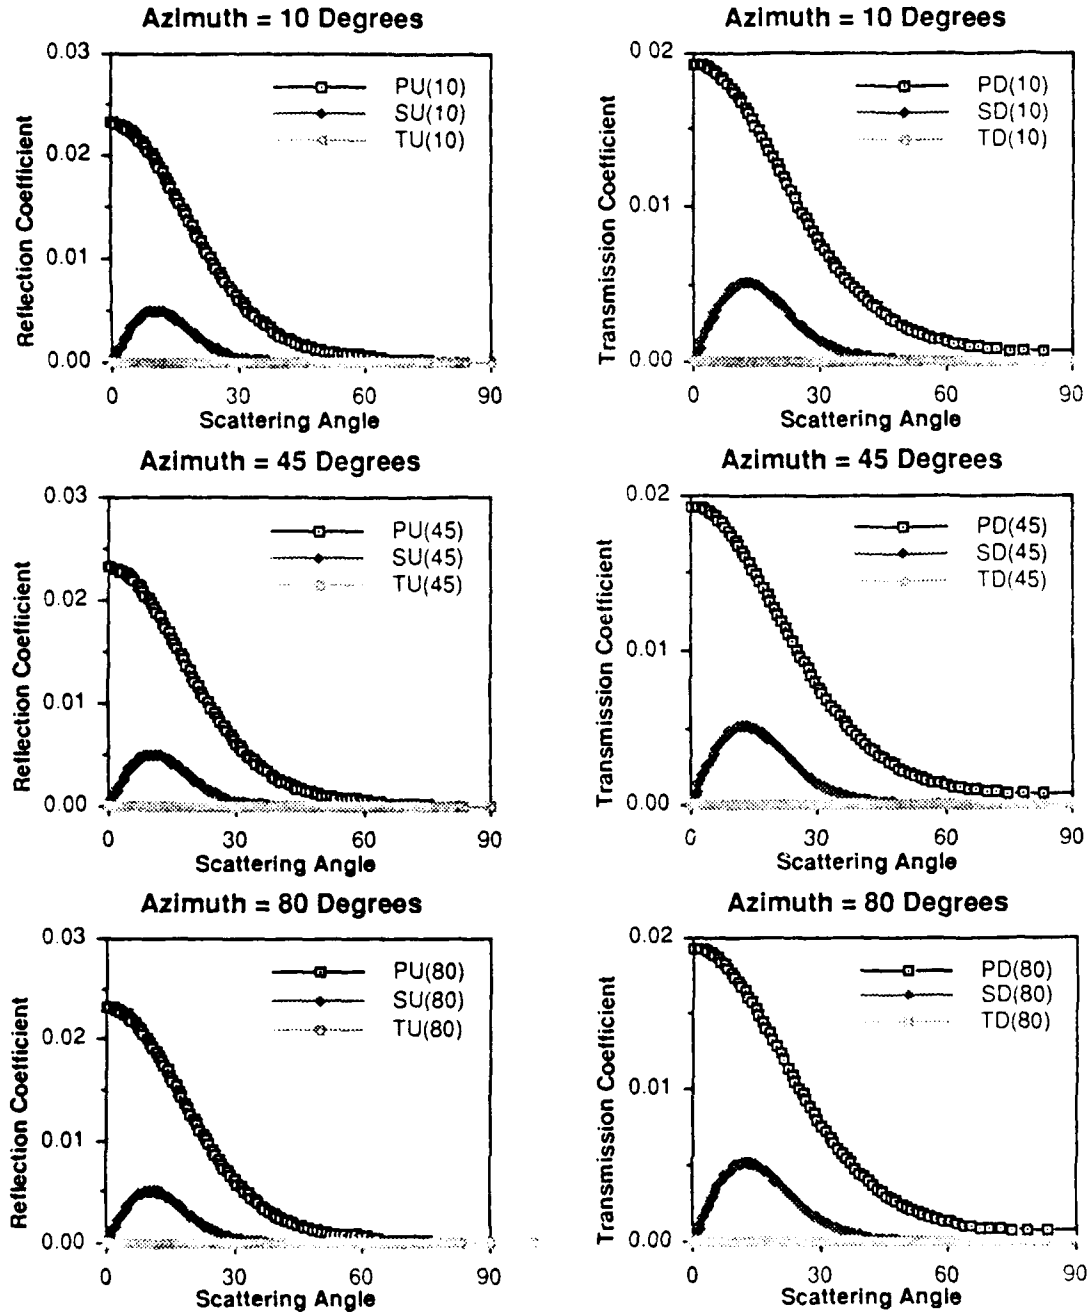 Azimuth = 10 Degrees
0.03
0.02
0.01
0.00
Reflection Coefficient
PU(10)
SU(10)
TU(10)
0 30 60 90
Scattering Angle
Azimuth = 10 Degrees
0.02
0.01
0.00
Transmission Coefficient
PD(10)
SD(10)
TD(10)
0 30 60 90
Scattering Angle
Azimuth = 45 Degrees
0.03
0.02
0.01
0.00
Reflection Coefficient
PU(45)
SU(45)
TU(45)
0 30 60 90
Scattering Angle
Azimuth = 45 Degrees
0.02
0.01
0.00
Transmission Coefficient
PD(45)
SD(45)
TD(45)
0 30 60 90
Scattering Angle
Azimuth = 80 Degrees
0.03
0.02
0.01
0.00
Reflection Coefficient
PU(80)
SU(80)
TU(80)
0 30 60 90
Scattering Angle
Azimuth = 80 Degrees
0.02
0.01
0.00
Transmission Coefficient
PD(80)
SD(80)
TD(80)
0 30 60 90
Scattering Angle